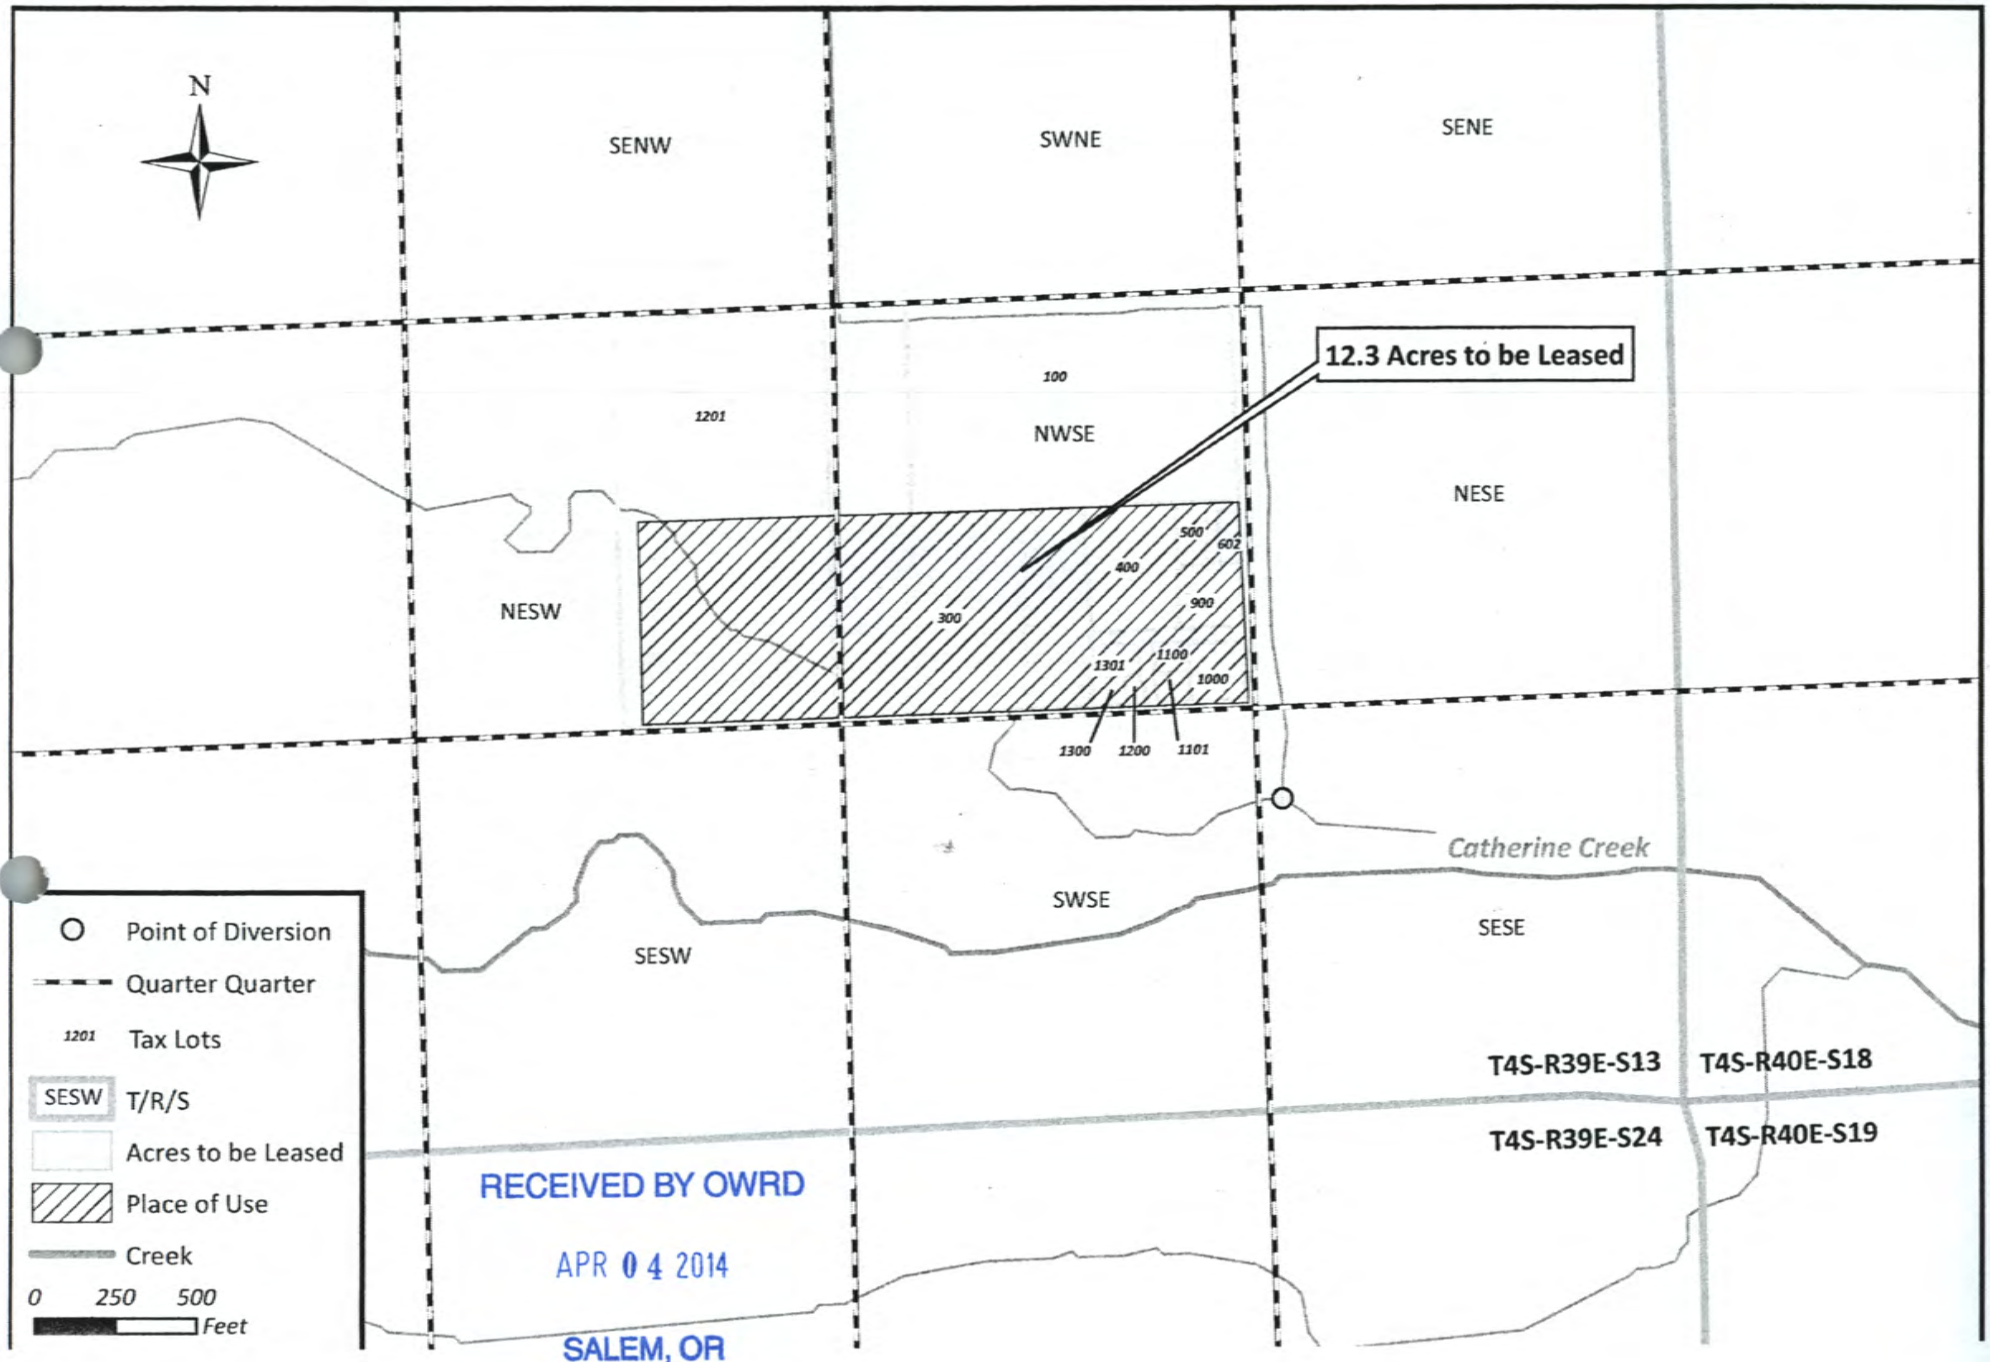 N
SENW
SWNE
SENE
12.3 Acres to be Leased
100
1201
NWSE
NESE
500
602
400
NESW
900
300
1301
1100
1000
1300
1200
1101
Catherine Creek
SWSE
SESE
SESW
Point of Diversion
Quarter Quarter
1201 Tax Lots
SESW T/R/S
Acres to be Leased
Place of Use
Creek
0 250 500
Feet
T4S-R39E-S13
T4S-R40E-S18
T4S-R39E-S24
T4S-R40E-S19
RECEIVED BY OWRD
APR 04 2014
SALEM, OR